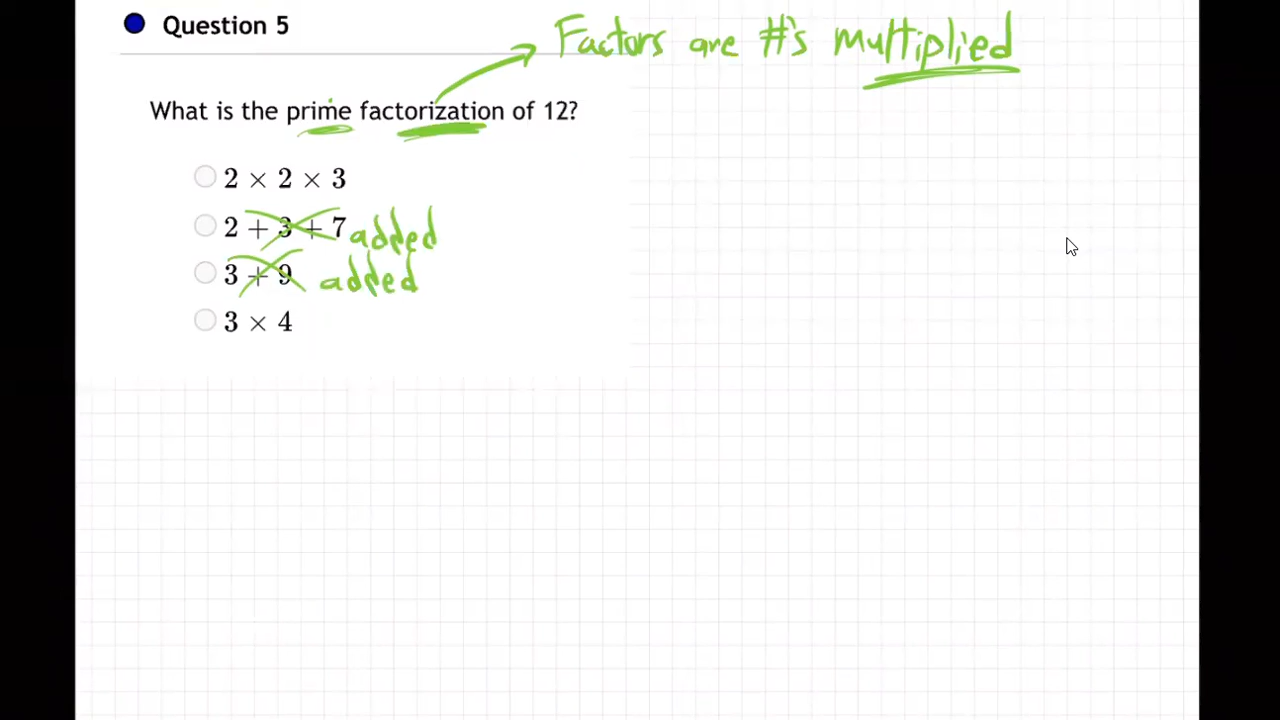 Question 5
Factors are #'s multiplied
What is the prime factorization of 12?
2 × 2 × 3
2 + 3 + 7 added
3 + 9 added
3 × 4